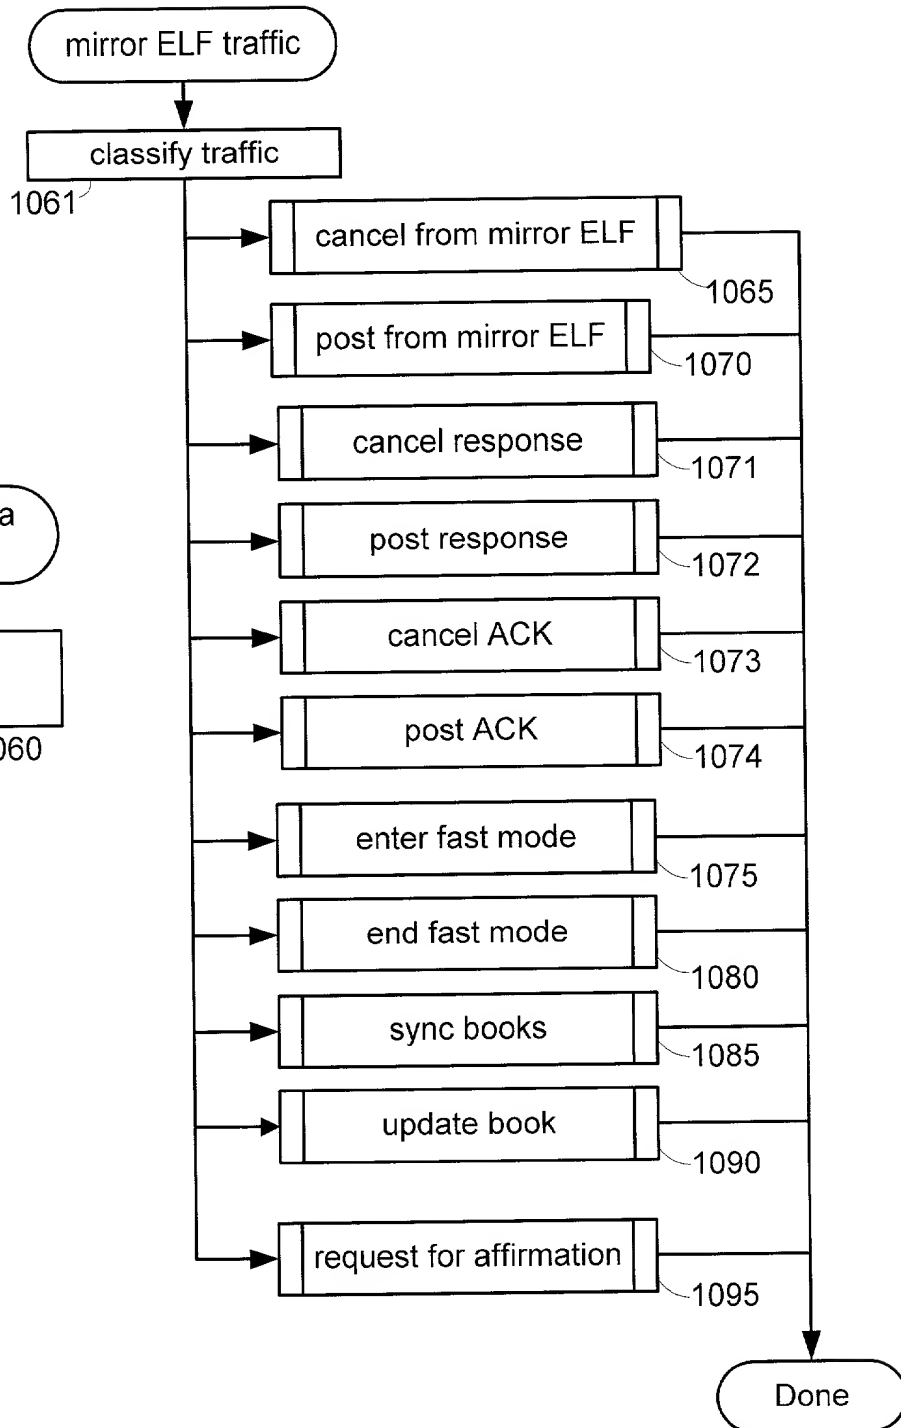 mirror ELF traffic
classify traffic
1061
cancel from mirror ELF
1065
post from mirror ELF
1070
cancel response
1071
a
post response
1072
cancel ACK
1073
060
post ACK
1074
enter fast mode
1075
end fast mode
1080
sync books
1085
update book
1090
request for affirmation
1095
Done